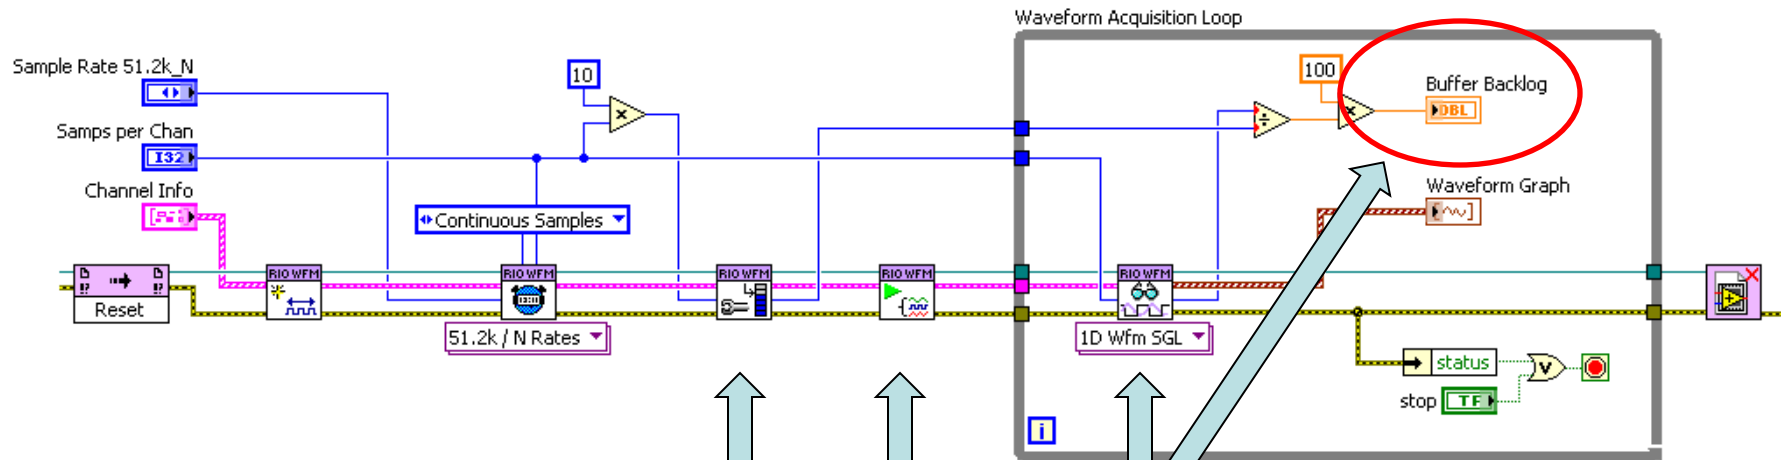 Waveform Acquisition Loop
Sample Rate 51.2k_N
10
100
Buffer Backlog
DBL
Samps per Chan
I32
Channel Info
Continuous Samples
Waveform Graph
RIO WFM
RIO WFM
RIO WFM
RIO WFM
RIO WFM
Reset
51.2k / N Rates
1D Wfm SGL
status
stop
TF
i